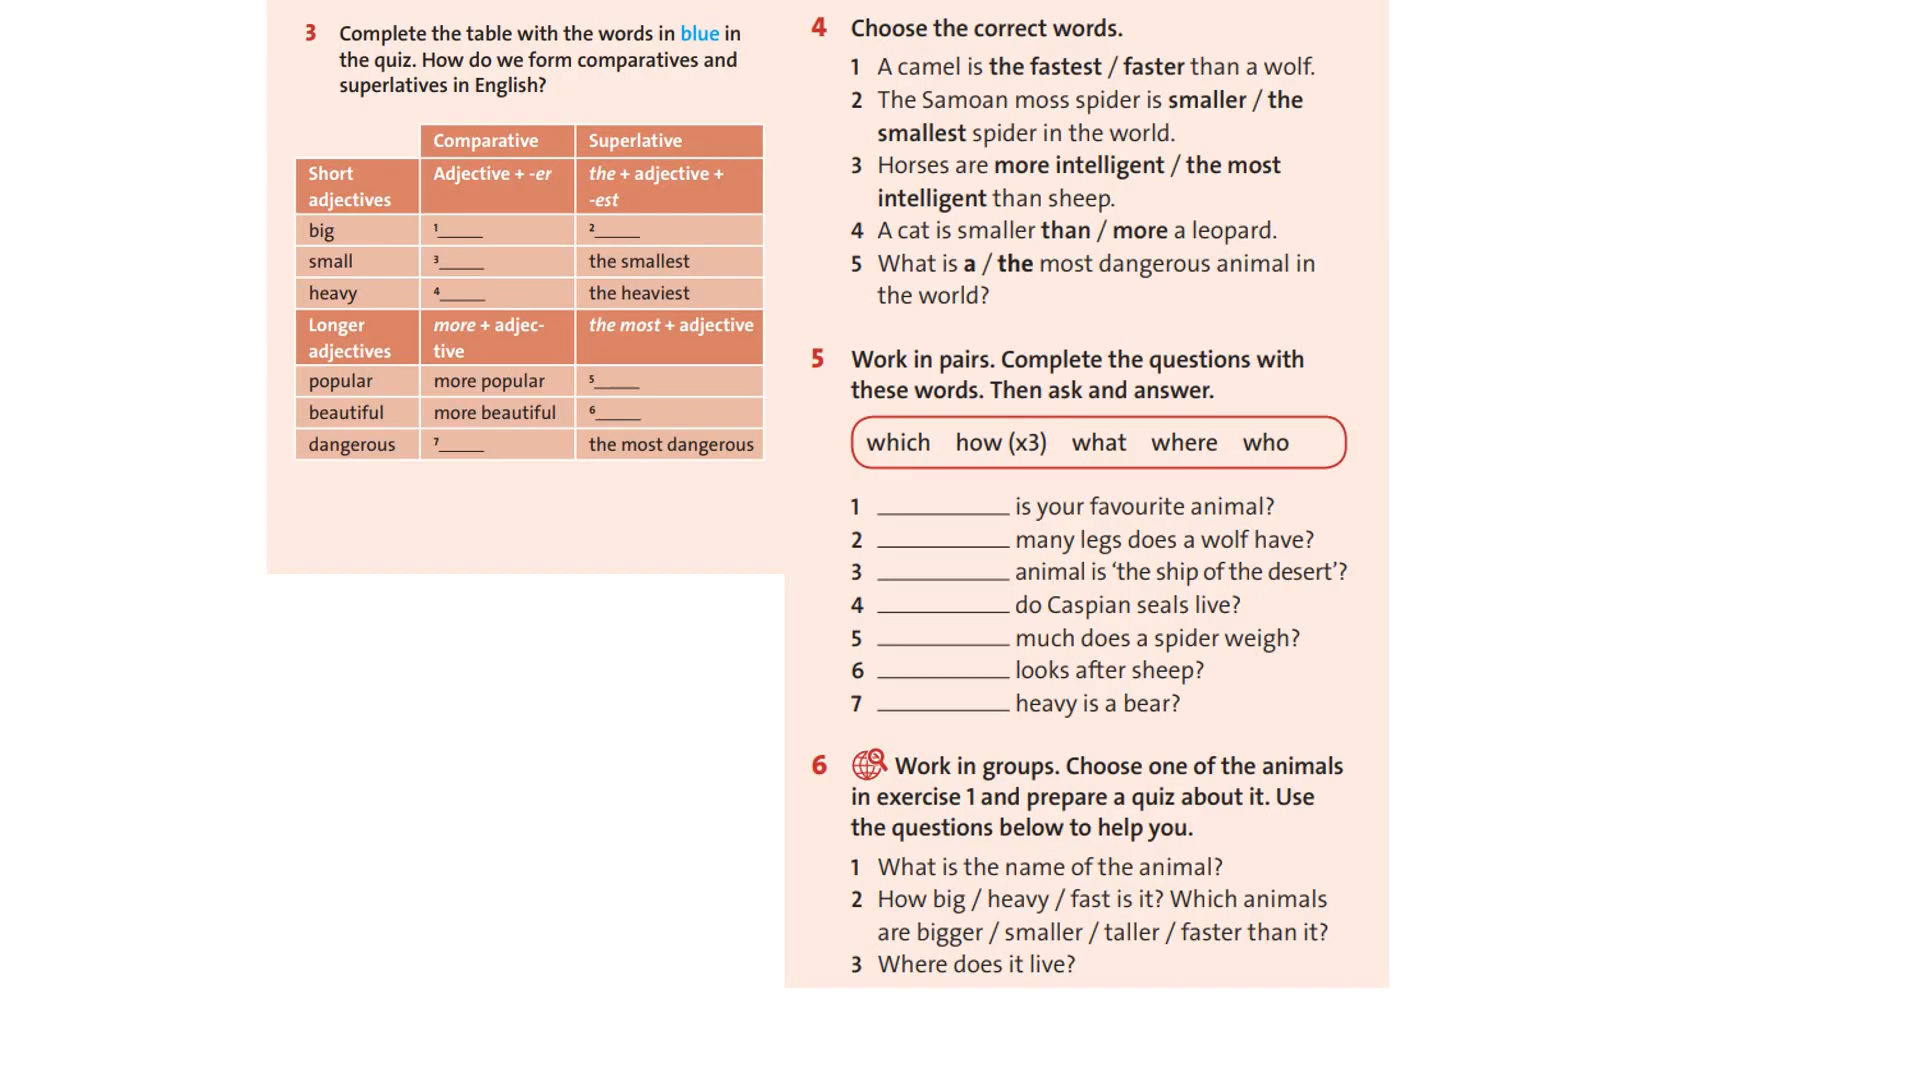 3 Complete the table with the words in blue in
the quiz. How do we form comparatives and
superlatives in English?
Comparative Superlative
Short adjectives Adjective + -er the + adjective + -est
big 1_____ 2_____
small 3_____ the smallest
heavy 4_____ the heaviest
Longer adjectives more + adjec-tive the most + adjective
popular more popular 5_____
beautiful more beautiful 6_____
dangerous 7_____ the most dangerous
4 Choose the correct words.
1 A camel is the fastest / faster than a wolf.
2 The Samoan moss spider is smaller / the
smallest spider in the world.
3 Horses are more intelligent / the most
intelligent than sheep.
4 A cat is smaller than / more a leopard.
5 What is a / the most dangerous animal in
the world?
5 Work in pairs. Complete the questions with
these words. Then ask and answer.
which how (x3) what where who
1 __________ is your favourite animal?
2 __________ many legs does a wolf have?
3 __________ animal is ‘the ship of the desert’?
4 __________ do Caspian seals live?
5 __________ much does a spider weigh?
6 __________ looks after sheep?
7 __________ heavy is a bear?
6 Work in groups. Choose one of the animals
in exercise 1 and prepare a quiz about it. Use
the questions below to help you.
1 What is the name of the animal?
2 How big / heavy / fast is it? Which animals
are bigger / smaller / taller / faster than it?
3 Where does it live?